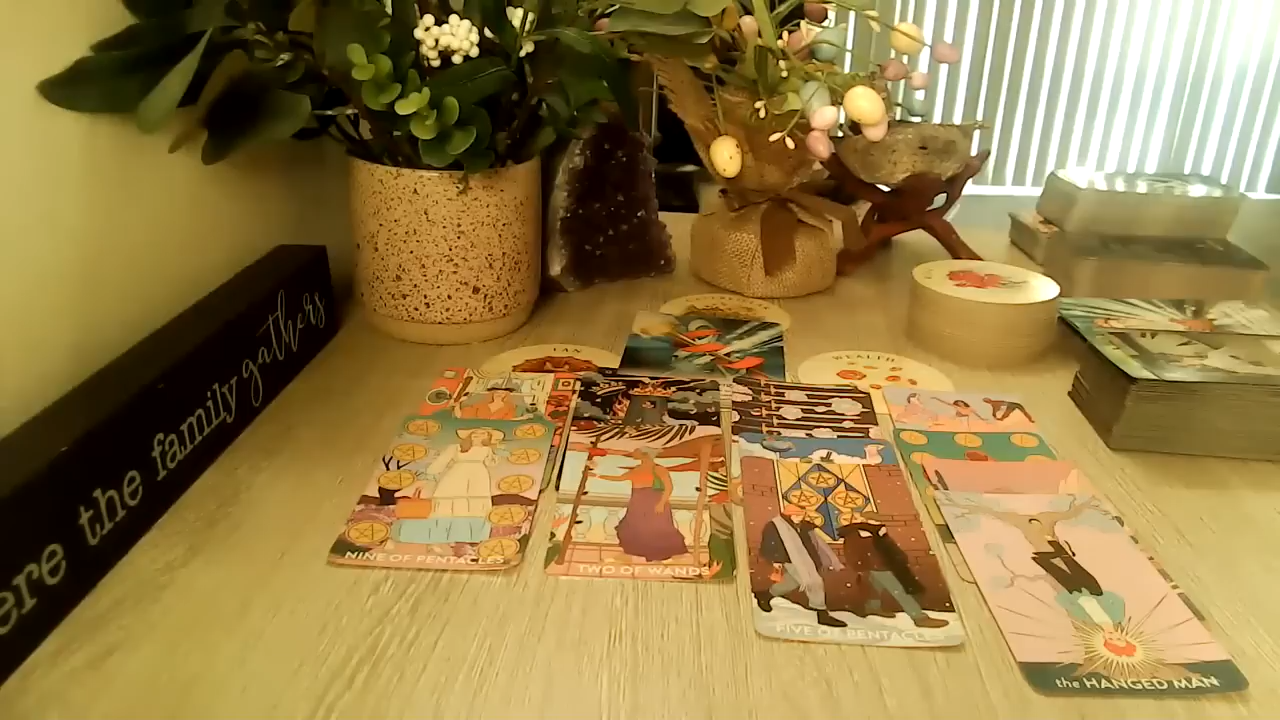 ere the family gathers
WEALTH
NINE OF PENTACLES
TWO OF WANDS
FIVE OF PENTACLES
the HANGED MAN